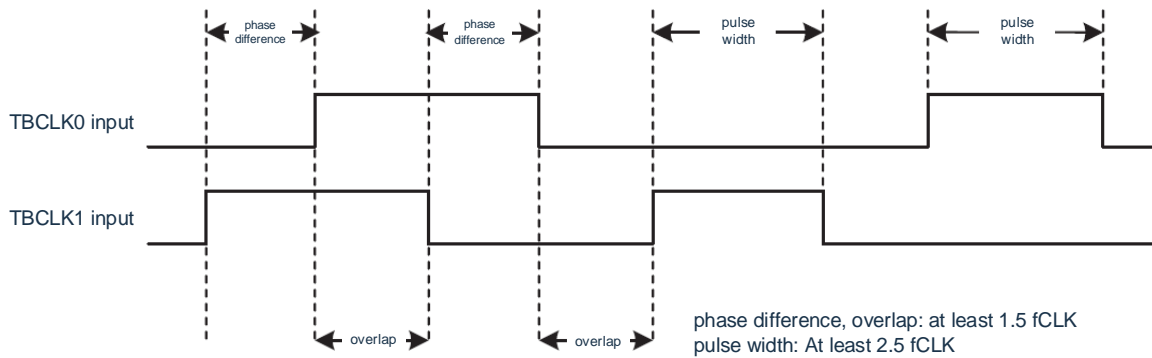 phase
difference
phase
difference
pulse
width
pulse
width
TBCLK0 input
TBCLK1 input
overlap
overlap
phase difference, overlap: at least 1.5 fCLK
pulse width: At least 2.5 fCLK